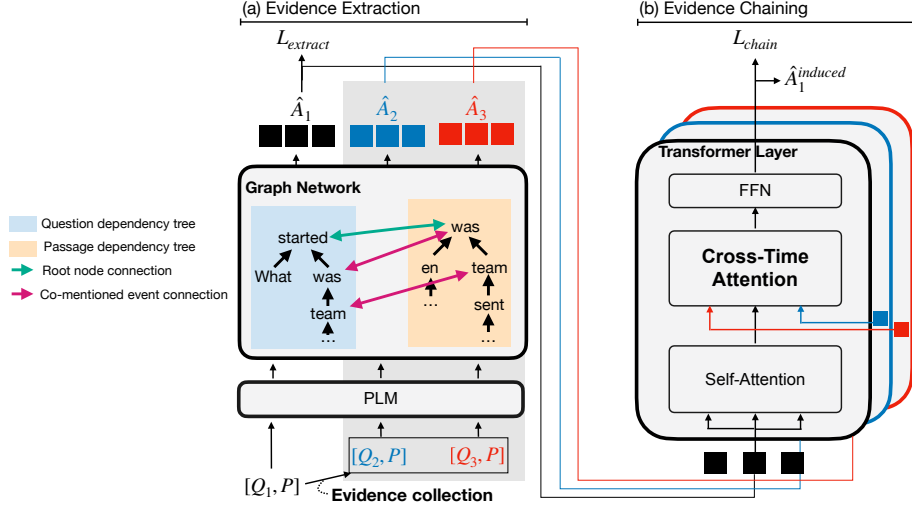 (a) Evidence Extraction
(b) Evidence Chaining
L_extract
L_chain
Â_1^induced
Â_1
Â_2
Â_3
Transformer Layer
Graph Network
FFN
Question dependency tree
Passage dependency tree
Root node connection
Co-mentioned event connection
started
What
was
team
...
was
en
team
...
sent
...
Cross-Time
Attention
Self-Attention
PLM
[Q_1, P]
[Q_2, P]
[Q_3, P]
Evidence collection